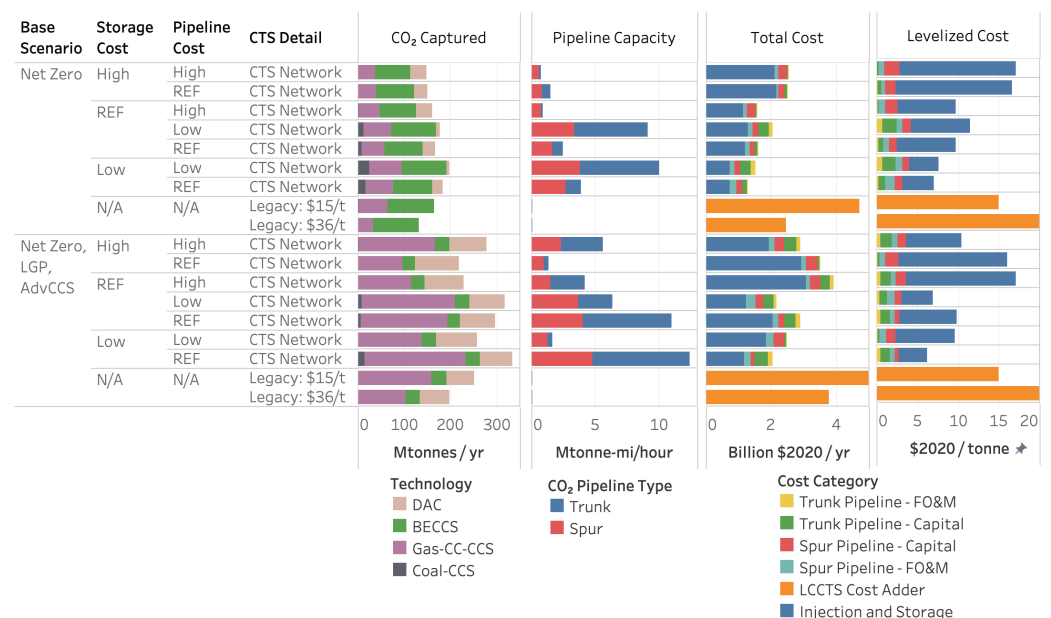 Base Scenario Storage Cost Pipeline Cost CTS Detail CO₂ Captured Pipeline Capacity Total Cost Levelized Cost
Net Zero High High CTS Network
REF CTS Network
REF High CTS Network
Low CTS Network
REF CTS Network
Low Low CTS Network
REF CTS Network
N/A N/A Legacy: $15/t
Legacy: $36/t
Net Zero, LGP, AdvCCS High High CTS Network
REF CTS Network
REF High CTS Network
Low CTS Network
REF CTS Network
Low Low CTS Network
REF CTS Network
N/A N/A Legacy: $15/t
Legacy: $36/t
0 100 200 300 0 5 10 0 2 4 0 5 10 15 20
Mtonnes / yr Mtonne-mi/hour Billion $2020 / yr $2020 / tonne
Technology
DAC
BECCS
Gas-CC-CCS
Coal-CCS
CO₂ Pipeline Type
Trunk
Spur
Cost Category
Trunk Pipeline - FO&M
Trunk Pipeline - Capital
Spur Pipeline - Capital
Spur Pipeline - FO&M
LCCTS Cost Adder
Injection and Storage